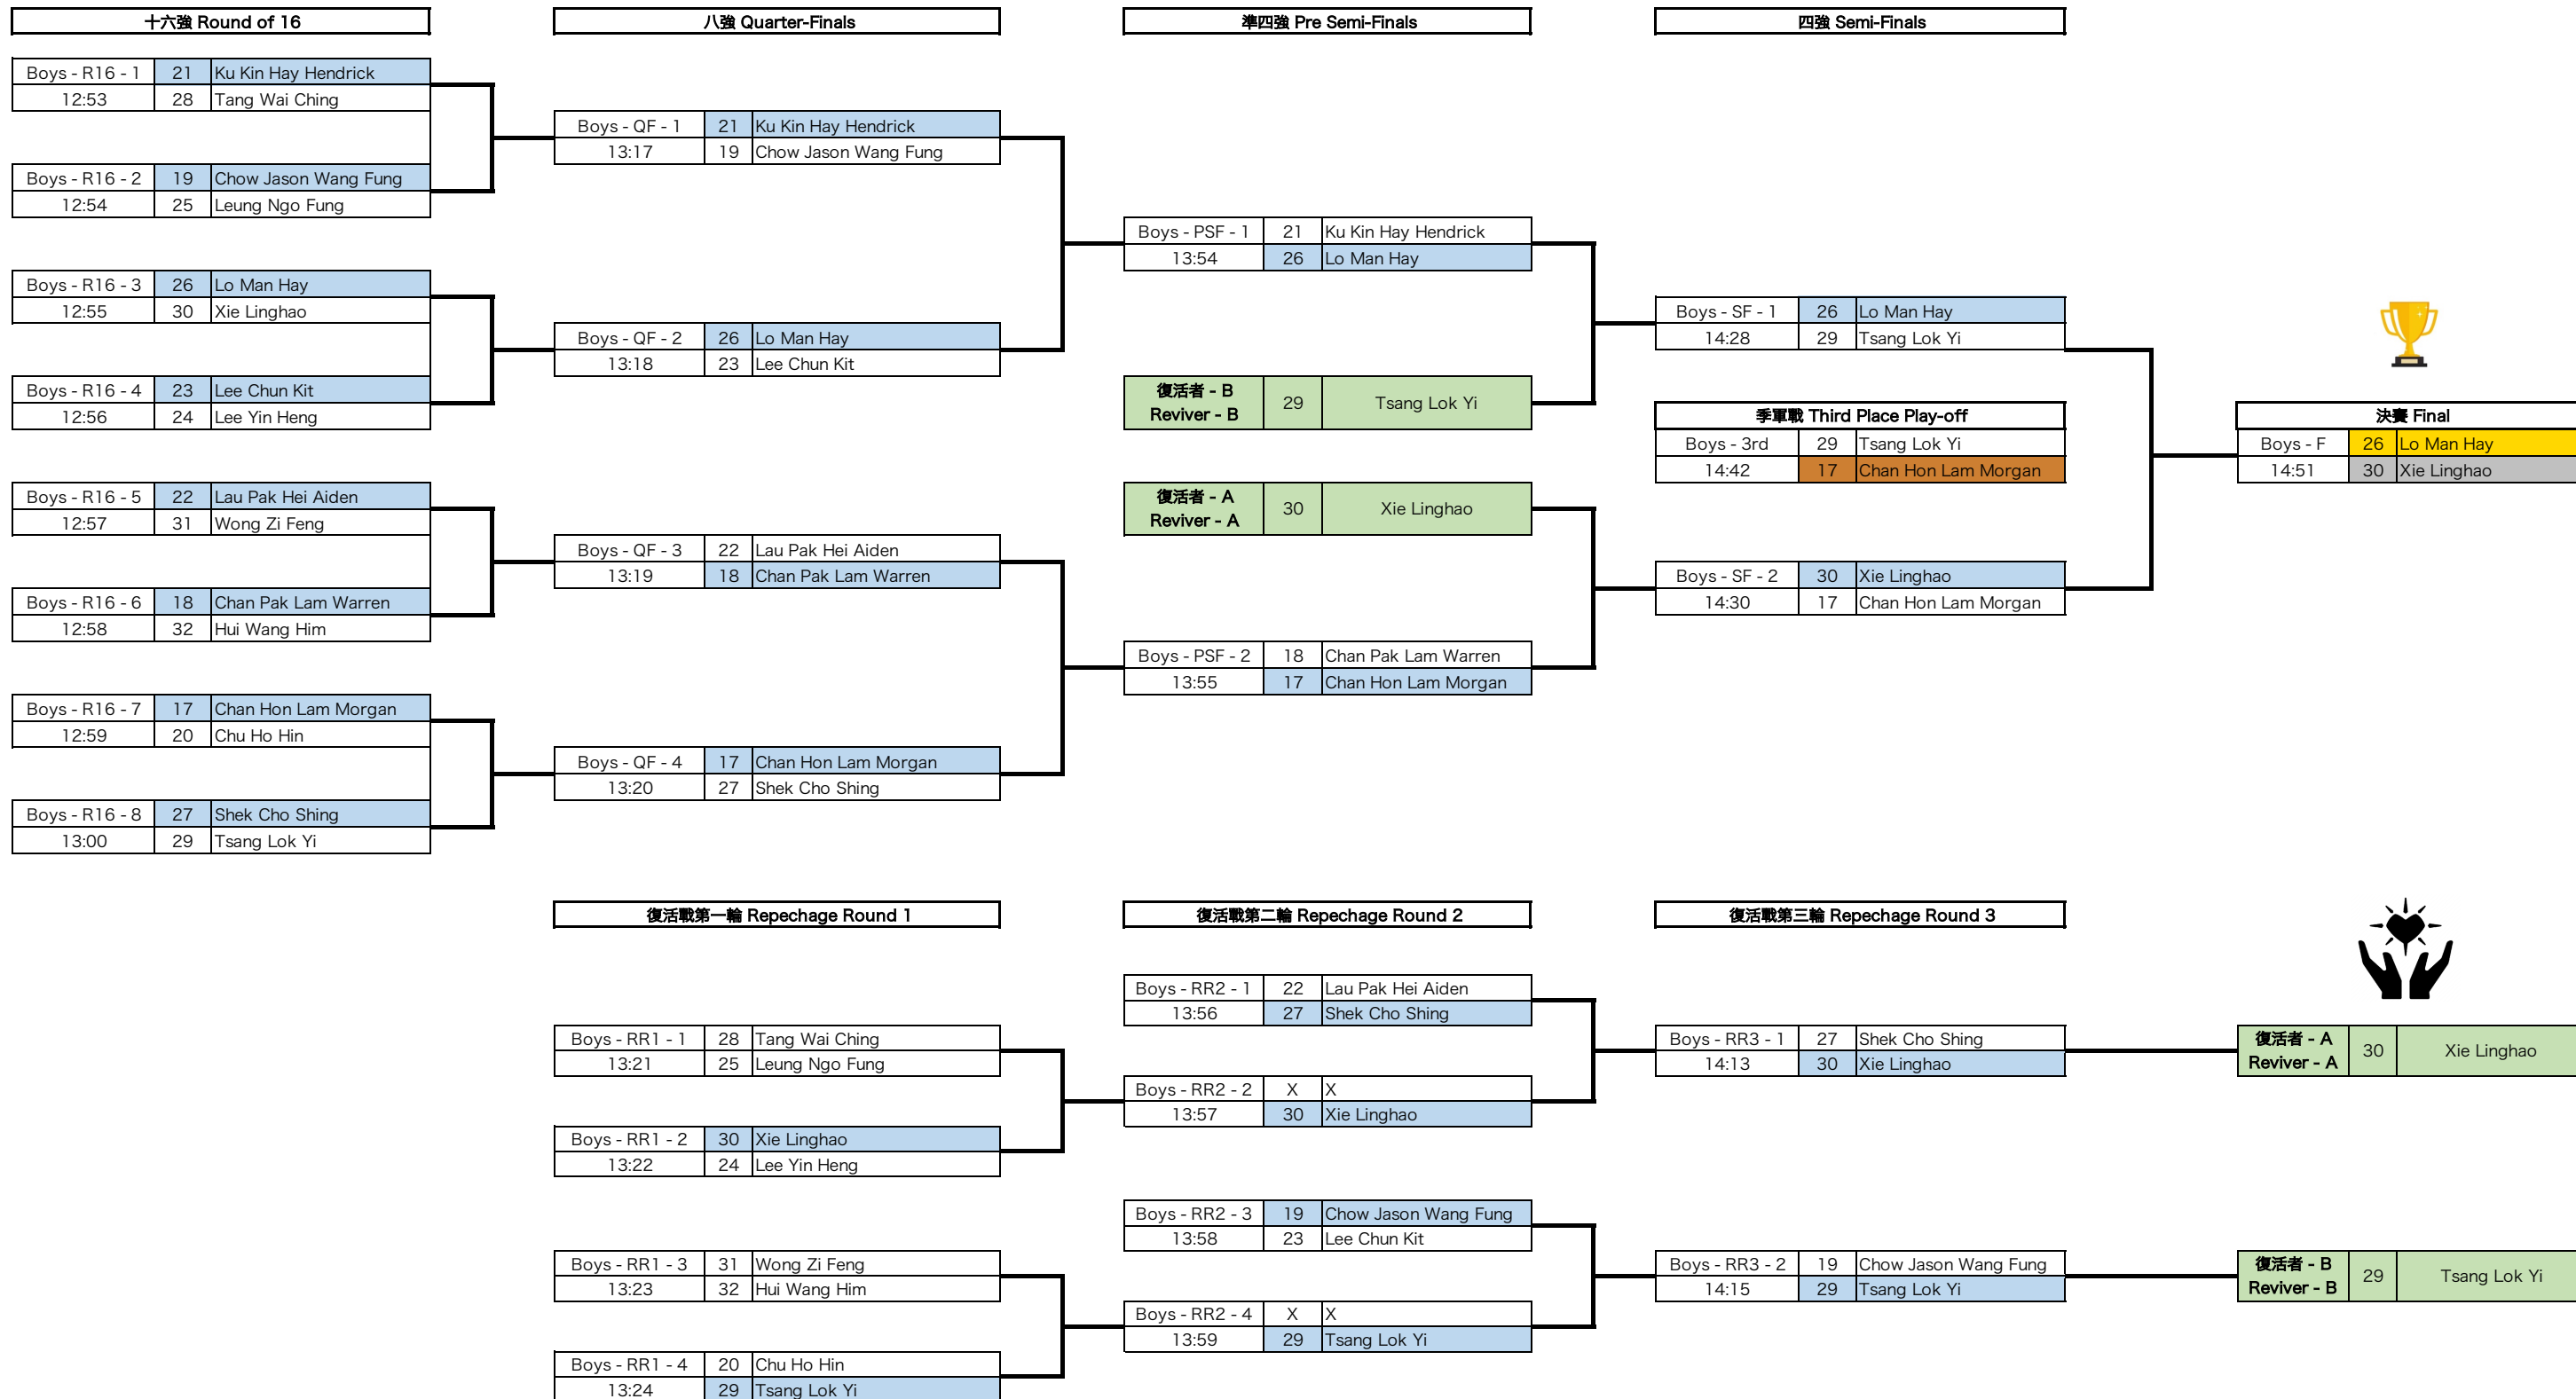 十六強 Round of 16
Boys - R16 - 1 21 Ku Kin Hay Hendrick
12:53 28 Tang Wai Ching
Boys - R16 - 2 19 Chow Jason Wang Fung
12:54 25 Leung Ngo Fung
Boys - R16 - 3 26 Lo Man Hay
12:55 30 Xie Linghao
Boys - R16 - 4 23 Lee Chun Kit
12:56 24 Lee Yin Heng
Boys - R16 - 5 22 Lau Pak Hei Aiden
12:57 31 Wong Zi Feng
Boys - R16 - 6 18 Chan Pak Lam Warren
12:58 32 Hui Wang Him
Boys - R16 - 7 17 Chan Hon Lam Morgan
12:59 20 Chu Ho Hin
Boys - R16 - 8 27 Shek Cho Shing
13:00 29 Tsang Lok Yi
八強 Quarter-Finals
Boys - QF - 1 21 Ku Kin Hay Hendrick
13:17 19 Chow Jason Wang Fung
Boys - QF - 2 26 Lo Man Hay
13:18 23 Lee Chun Kit
Boys - QF - 3 22 Lau Pak Hei Aiden
13:19 18 Chan Pak Lam Warren
Boys - QF - 4 17 Chan Hon Lam Morgan
13:20 27 Shek Cho Shing
準四強 Pre Semi-Finals
Boys - PSF - 1 21 Ku Kin Hay Hendrick
13:54 26 Lo Man Hay
復活者 - B
Reviver - B 29 Tsang Lok Yi
復活者 - A
Reviver - A 30 Xie Linghao
Boys - PSF - 2 18 Chan Pak Lam Warren
13:55 17 Chan Hon Lam Morgan
四強 Semi-Finals
Boys - SF - 1 26 Lo Man Hay
14:28 29 Tsang Lok Yi
季軍戰 Third Place Play-off
Boys - 3rd 29 Tsang Lok Yi
14:42 17 Chan Hon Lam Morgan
Boys - SF - 2 30 Xie Linghao
14:30 17 Chan Hon Lam Morgan
決賽 Final
Boys - F 26 Lo Man Hay
14:51 30 Xie Linghao
復活戰第一輪 Repechage Round 1
Boys - RR1 - 1 28 Tang Wai Ching
13:21 25 Leung Ngo Fung
Boys - RR1 - 2 30 Xie Linghao
13:22 24 Lee Yin Heng
Boys - RR1 - 3 31 Wong Zi Feng
13:23 32 Hui Wang Him
Boys - RR1 - 4 20 Chu Ho Hin
13:24 29 Tsang Lok Yi
復活戰第二輪 Repechage Round 2
Boys - RR2 - 1 22 Lau Pak Hei Aiden
13:56 27 Shek Cho Shing
Boys - RR2 - 2 X X
13:57 30 Xie Linghao
Boys - RR2 - 3 19 Chow Jason Wang Fung
13:58 23 Lee Chun Kit
Boys - RR2 - 4 X X
13:59 29 Tsang Lok Yi
復活戰第三輪 Repechage Round 3
Boys - RR3 - 1 27 Shek Cho Shing
14:13 30 Xie Linghao
Boys - RR3 - 2 19 Chow Jason Wang Fung
14:15 29 Tsang Lok Yi
復活者 - A
Reviver - A 30 Xie Linghao
復活者 - B
Reviver - B 29 Tsang Lok Yi